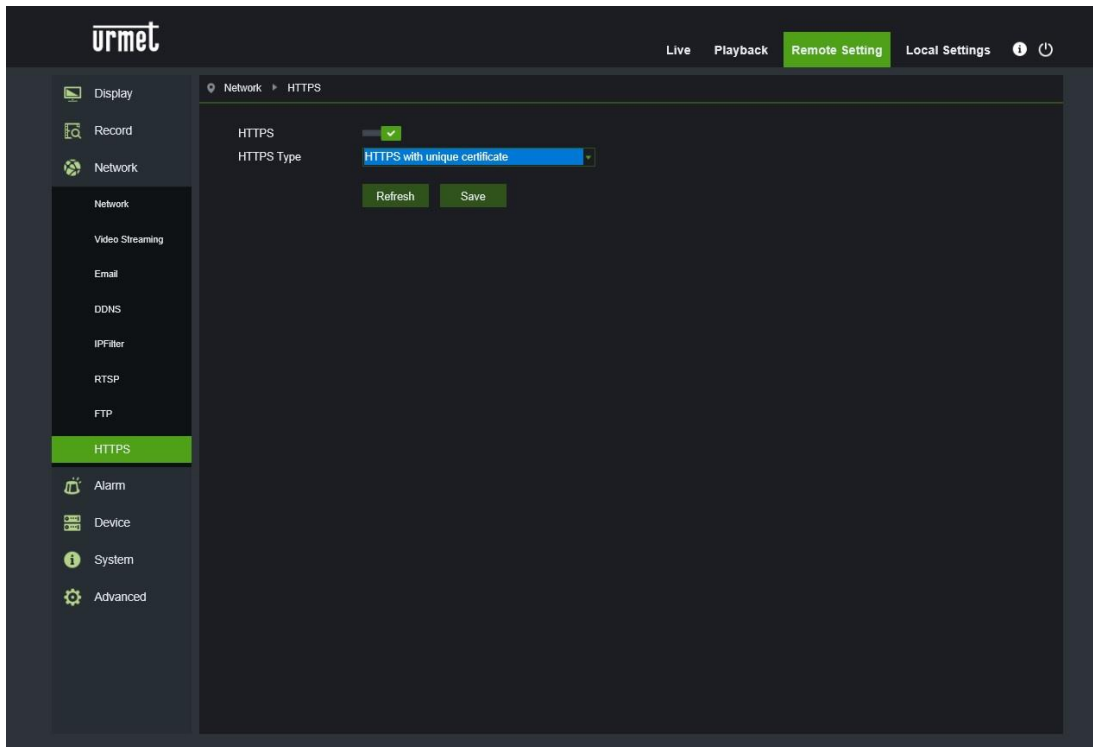 urmet
Live Playback Remote Setting Local Settings
Display
Record
Network
Network
Video Streaming
Email
DDNS
IPFilter
RTSP
FTP
HTTPS
Alarm
Device
System
Advanced
Network HTTPS
HTTPS
HTTPS Type HTTPS with unique certificate
Refresh Save